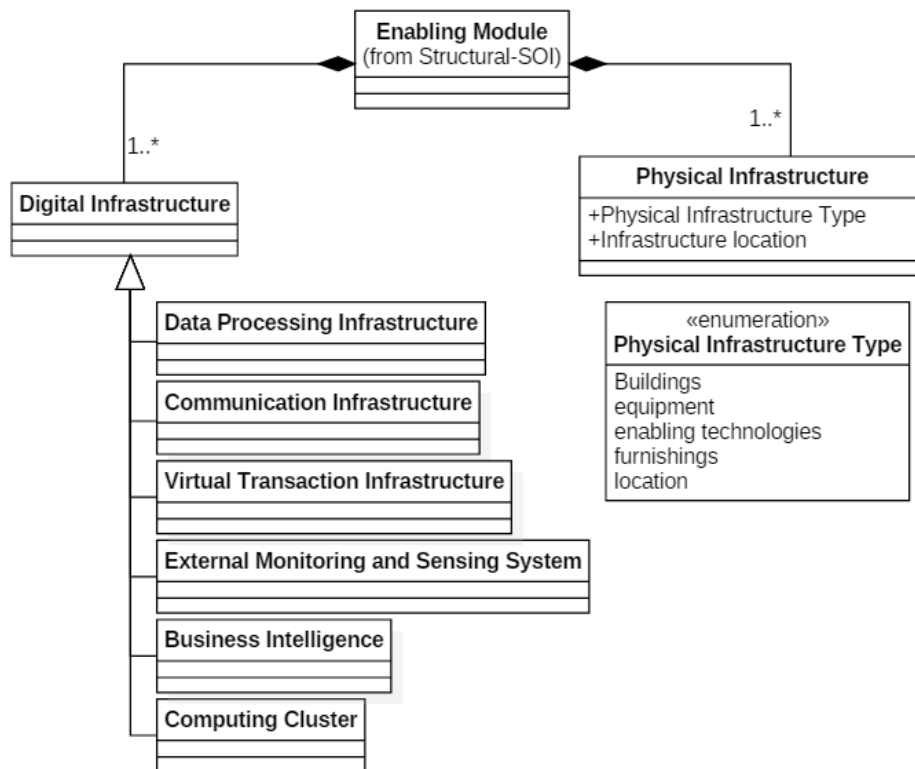 Enabling Module
(from Structural-SOI)
1..*
1..*
Digital Infrastructure
Physical Infrastructure
+Physical Infrastructure Type
+Infrastructure location
Data Processing Infrastructure
Communication Infrastructure
Virtual Transaction Infrastructure
External Monitoring and Sensing System
Business Intelligence
Computing Cluster
«enumeration»
Physical Infrastructure Type
Buildings
equipment
enabling technologies
furnishings
location